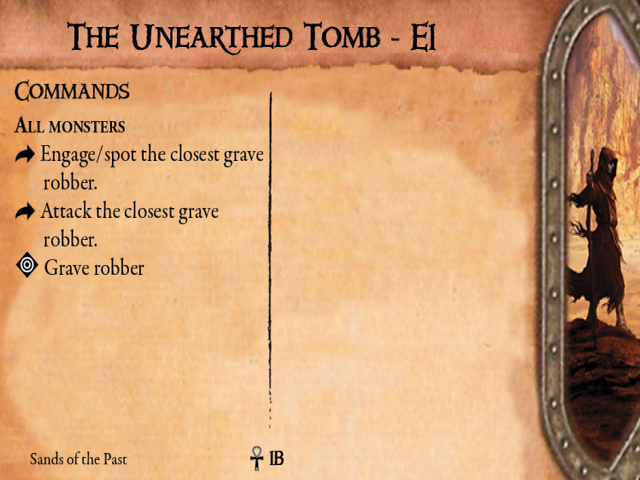 The Unearthed Tomb - E1
Commands
All monsters
Engage/spot the closest grave
robber.
Attack the closest grave
robber.
Grave robber
Sands of the Past
1B